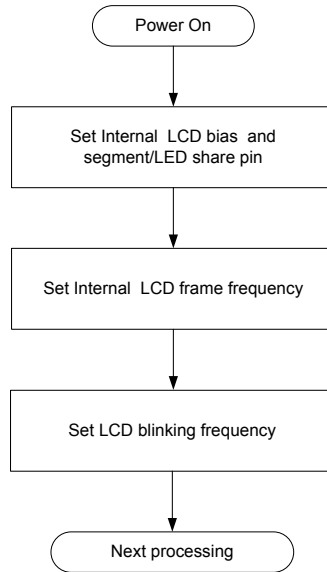 Power On
Set Internal LCD bias and
segment/LED share pin
Set Internal LCD frame frequency
Set LCD blinking frequency
Next processing